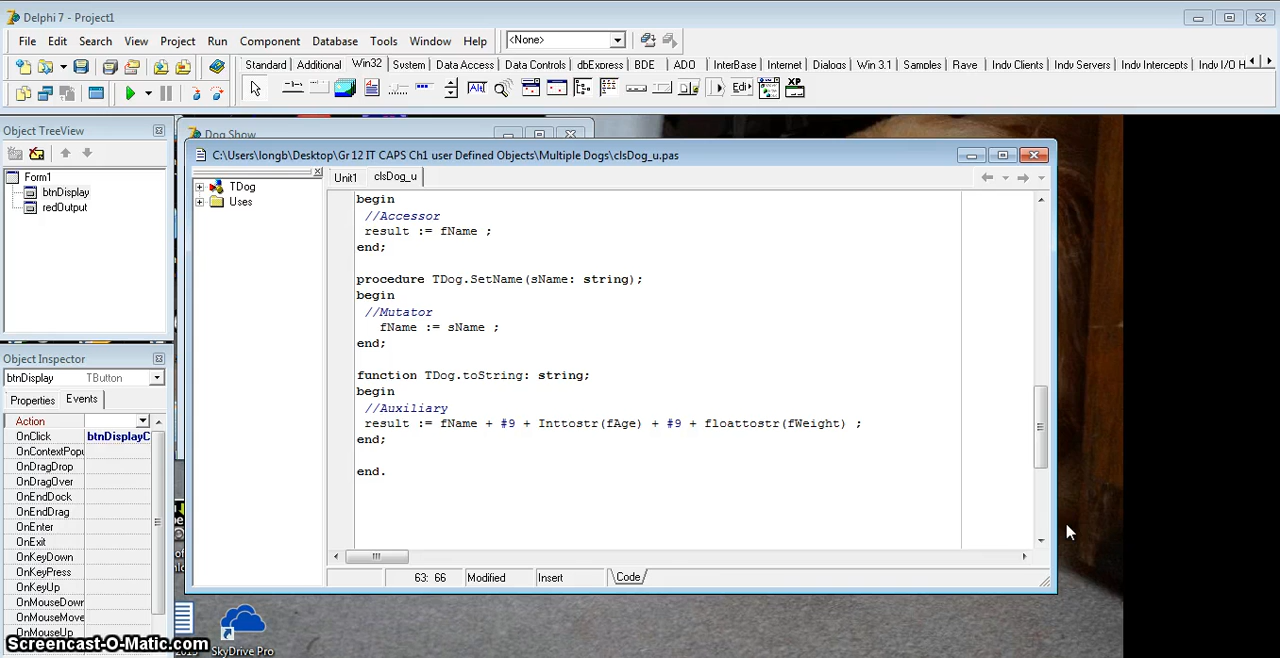 Delphi 7 - Project1
File Edit Search View Project Run Component Database Tools Window Help <None>
Standard Additional Win32 System Data Access Data Controls dbExpress BDE ADO InterBase Internet Dialogs Win 3.1 Samples Rave Indy Clients Indy Servers Indy Intercepts Indy I/O H
Object TreeView
Form1
btnDisplay
redOutput
Dog Show
C:\Users\longb\Desktop\Gr 12 IT CAPS Ch1 user Defined Objects\Multiple Dogs\clsDog_u.pas
Unit1 clsDog_u
TDog
Uses
begin
//Accessor
result := fName ;
end;
procedure TDog.SetName(sName: string);
begin
//Mutator
fName := sName ;
end;
function TDog.toString: string;
begin
//Auxiliary
result := fName + #9 + Inttostr(fAge) + #9 + floattostr(fWeight) ;
end;
end.
63: 66 Modified Insert Code
Object Inspector
btnDisplay TButton
Properties Events
Action
OnClick btnDisplayC
OnContextPopu
OnDragDrop
OnDragOver
OnEndDock
OnEndDrag
OnEnter
OnExit
OnKeyDown
OnKeyPress
OnKeyUp
OnMouseDown
OnMouseMove
OnMouseUp
SkyDrive Pro
Screencast-O-Matic.com